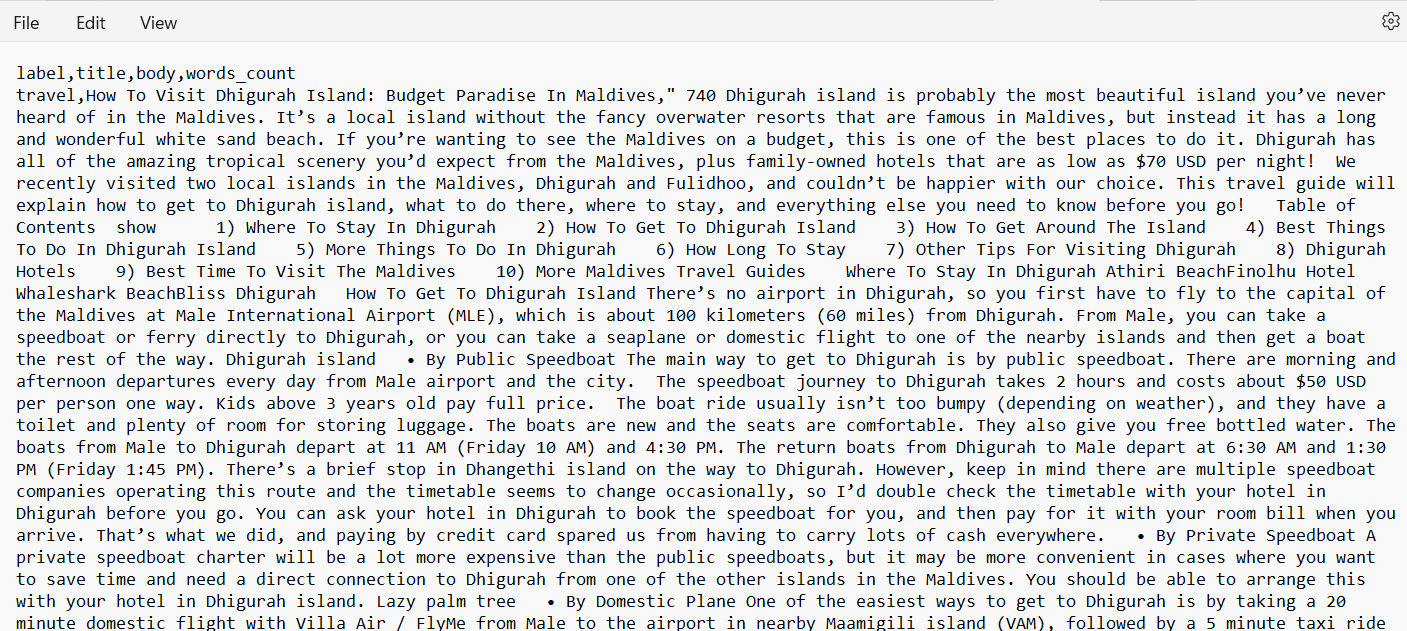 File Edit View
label,title,body,words_count
travel,How To Visit Dhigurah Island: Budget Paradise In Maldives," 740 Dhigurah island is probably the most beautiful island you’ve never
heard of in the Maldives. It’s a local island without the fancy overwater resorts that are famous in Maldives, but instead it has a long
and wonderful white sand beach. If you’re wanting to see the Maldives on a budget, this is one of the best places to do it. Dhigurah has
all of the amazing tropical scenery you’d expect from the Maldives, plus family-owned hotels that are as low as $70 USD per night!  We
recently visited two local islands in the Maldives, Dhigurah and Fulidhoo, and couldn’t be happier with our choice. This travel guide will
explain how to get to Dhigurah island, what to do there, where to stay, and everything else you need to know before you go!   Table of
Contents  show      1) Where To Stay In Dhigurah    2) How To Get To Dhigurah Island    3) How To Get Around The Island    4) Best Things
To Do In Dhigurah Island    5) More Things To Do In Dhigurah    6) How Long To Stay    7) Other Tips For Visiting Dhigurah    8) Dhigurah
Hotels    9) Best Time To Visit The Maldives    10) More Maldives Travel Guides    Where To Stay In Dhigurah Athiri BeachFinolhu Hotel
Whaleshark BeachBliss Dhigurah   How To Get To Dhigurah Island There’s no airport in Dhigurah, so you first have to fly to the capital of
the Maldives at Male International Airport (MLE), which is about 100 kilometers (60 miles) from Dhigurah. From Male, you can take a
speedboat or ferry directly to Dhigurah, or you can take a seaplane or domestic flight to one of the nearby islands and then get a boat
the rest of the way. Dhigurah island   • By Public Speedboat The main way to get to Dhigurah is by public speedboat. There are morning and
afternoon departures every day from Male airport and the city.  The speedboat journey to Dhigurah takes 2 hours and costs about $50 USD
per person one way. Kids above 3 years old pay full price.  The boat ride usually isn’t too bumpy (depending on weather), and they have a
toilet and plenty of room for storing luggage. The boats are new and the seats are comfortable. They also give you free bottled water. The
boats from Male to Dhigurah depart at 11 AM (Friday 10 AM) and 4:30 PM. The return boats from Dhigurah to Male depart at 6:30 AM and 1:30
PM (Friday 1:45 PM). There’s a brief stop in Dhangethi island on the way to Dhigurah. However, keep in mind there are multiple speedboat
companies operating this route and the timetable seems to change occasionally, so I’d double check the timetable with your hotel in
Dhigurah before you go. You can ask your hotel in Dhigurah to book the speedboat for you, and then pay for it with your room bill when you
arrive. That’s what we did, and paying by credit card spared us from having to carry lots of cash everywhere.   • By Private Speedboat A
private speedboat charter will be a lot more expensive than the public speedboats, but it may be more convenient in cases where you want
to save time and need a direct connection to Dhigurah from one of the other islands in the Maldives. You should be able to arrange this
with your hotel in Dhigurah island. Lazy palm tree   • By Domestic Plane One of the easiest ways to get to Dhigurah is by taking a 20
minute domestic flight with Villa Air / FlyMe from Male to the airport in nearby Maamigili island (VAM), followed by a 5 minute taxi ride